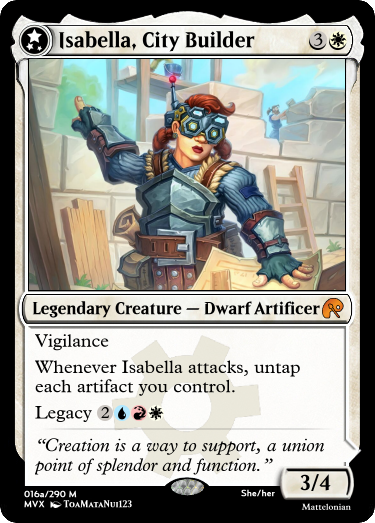 Isabella, City Builder 3
Legendary Creature — Dwarf Artificer
Vigilance
Whenever Isabella attacks, untap
each artifact you control.
Legacy 2
“Creation is a way to support, a union
point of splendor and function.”
3/4
016a/290 M
She/her
Mattelonian
MVX ToaMataNui123